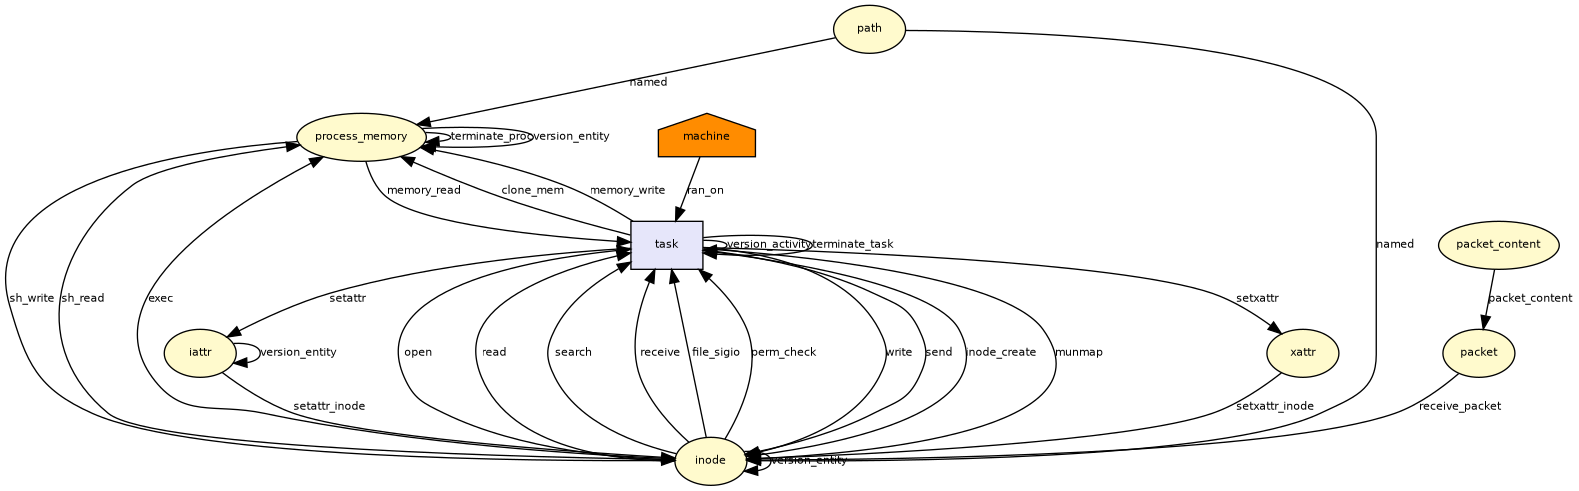 path
named
process_memory
terminate_proc
version_entity
machine
memory_read
clone_mem
memory_write
ran_on
task
version_activity
terminate_task
named
packet_content
sh_write
sh_read
exec
setattr
setxattr
packet_content
iattr
version_entity
open
read
search
receive
file_sigio
perm_check
write
send
inode_create
munmap
xattr
packet
setattr_inode
setxattr_inode
receive_packet
inode
version_entity